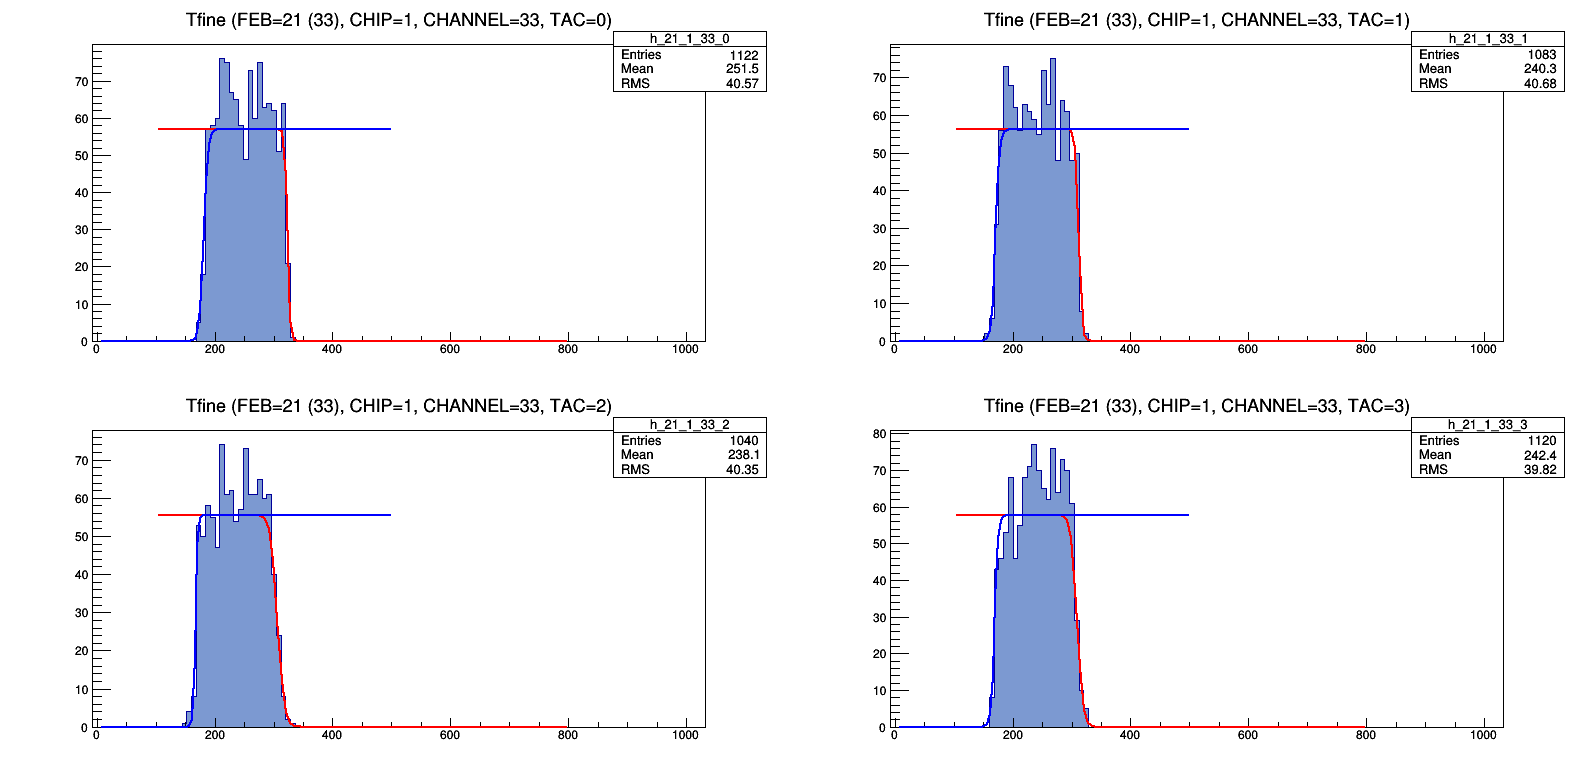 Tfine (FEB=21 (33), CHIP=1, CHANNEL=33, TAC=0)
h_21_1_33_0
Entries 1122
Mean 251.5
RMS 40.57
70
60
50
40
30
20
10
0
0 200 400 600 800 1000
Tfine (FEB=21 (33), CHIP=1, CHANNEL=33, TAC=1)
h_21_1_33_1
Entries 1083
Mean 240.3
RMS 40.68
70
60
50
40
30
20
10
0
0 200 400 600 800 1000
Tfine (FEB=21 (33), CHIP=1, CHANNEL=33, TAC=2)
h_21_1_33_2
Entries 1040
Mean 238.1
RMS 40.35
70
60
50
40
30
20
10
0
0 200 400 600 800 1000
Tfine (FEB=21 (33), CHIP=1, CHANNEL=33, TAC=3)
h_21_1_33_3
Entries 1120
Mean 242.4
RMS 39.82
80
70
60
50
40
30
20
10
0
0 200 400 600 800 1000